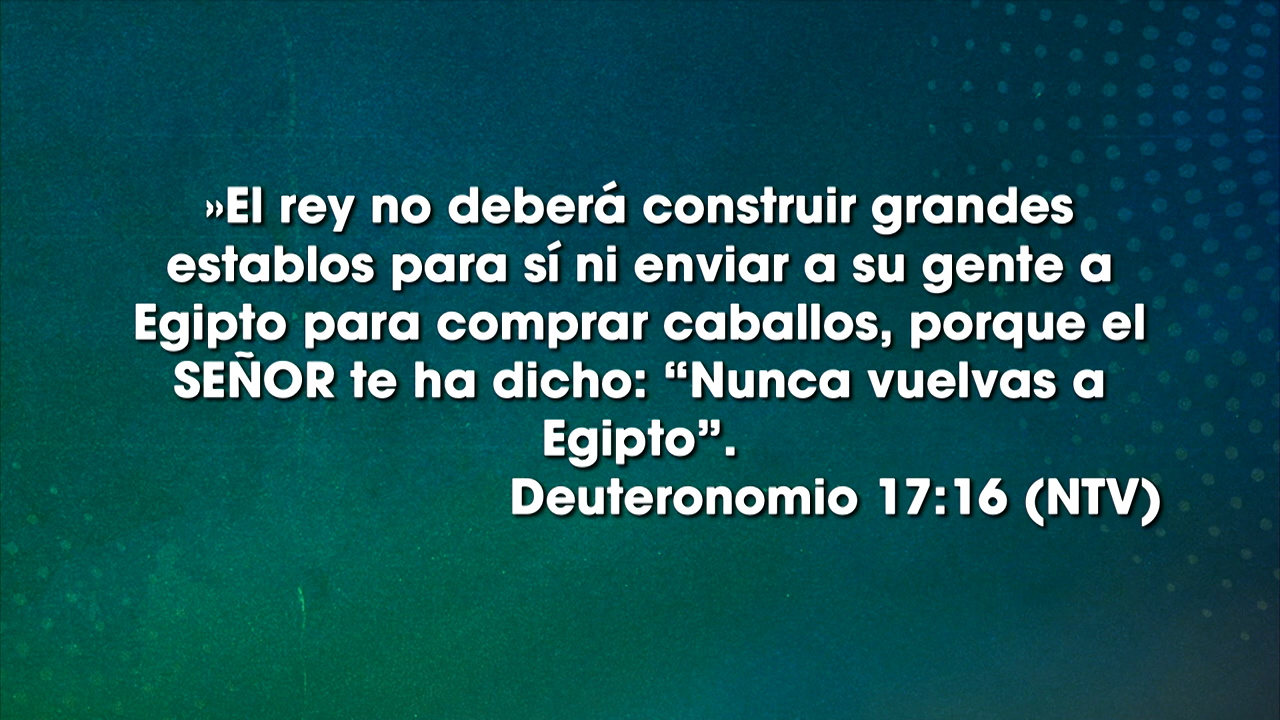 »El rey no deberá construir grandes
establos para sí ni enviar a su gente a
Egipto para comprar caballos, porque el
SEÑOR te ha dicho: “Nunca vuelvas a
Egipto”.
Deuteronomio 17:16 (NTV)